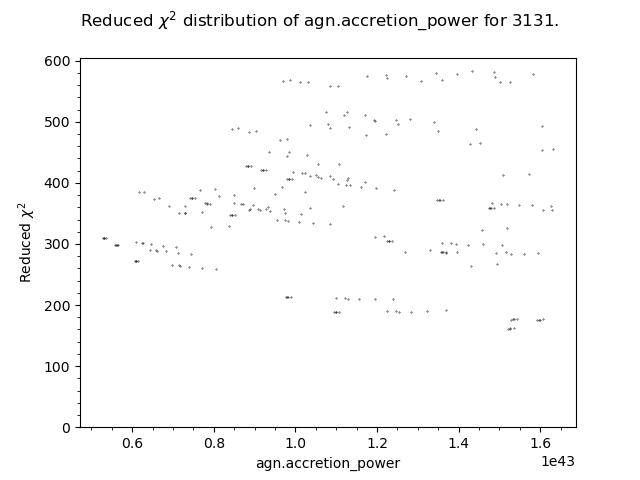 Reduced χ² distribution of agn.accretion_power for 3131.
600
500
400
300
200
100
0
Reduced χ²
0.6 0.8 1.0 1.2 1.4 1.6
1e43
agn.accretion_power